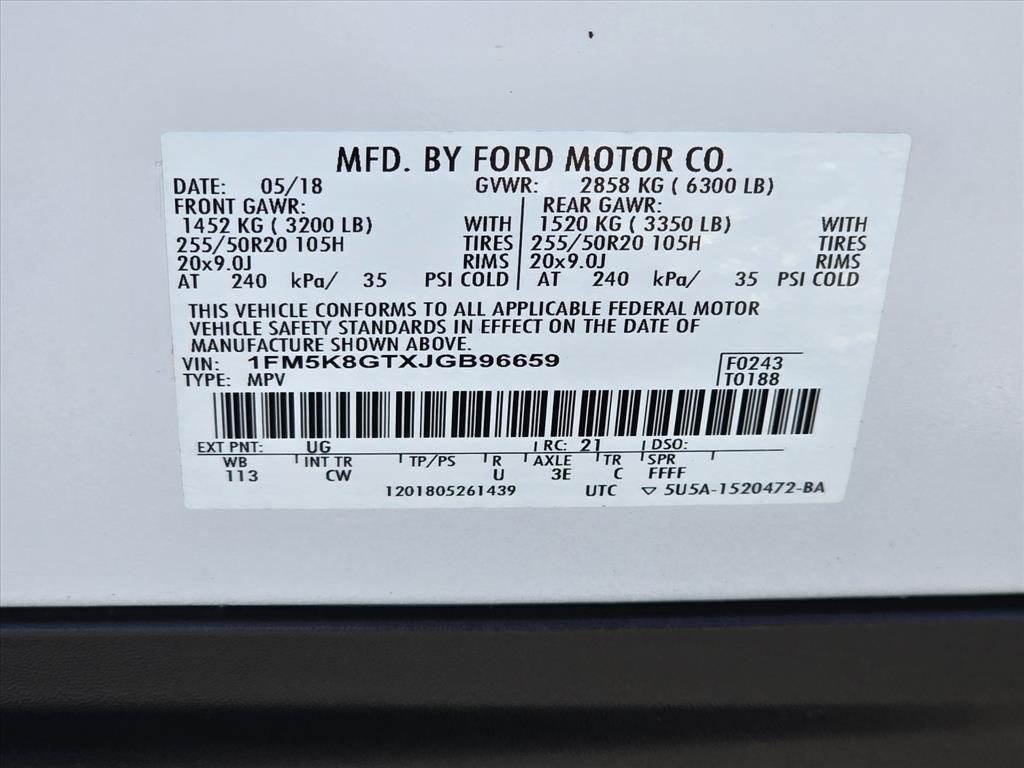 MFD. BY FORD MOTOR CO.
DATE: 05/18 GVWR: 2858 KG ( 6300 LB)
FRONT GAWR: REAR GAWR:
1452 KG ( 3200 LB) WITH 1520 KG ( 3350 LB) WITH
255/50R20 105H TIRES 255/50R20 105H TIRES
20x9.0J RIMS 20x9.0J RIMS
AT 240 kPa/ 35 PSI COLD AT 240 kPa/ 35 PSI COLD
THIS VEHICLE CONFORMS TO ALL APPLICABLE FEDERAL MOTOR
VEHICLE SAFETY STANDARDS IN EFFECT ON THE DATE OF
MANUFACTURE SHOWN ABOVE.
VIN: 1FM5K8GTXJGB96659 F0243
TYPE: MPV T0188
EXT PNT: UG RC: 21 DSO:
WB INT TR TP/PS R AXLE TR SPR
113 CW U 3E C FFFF
1201805261439 UTC ▽ 5U5A-1520472-BA